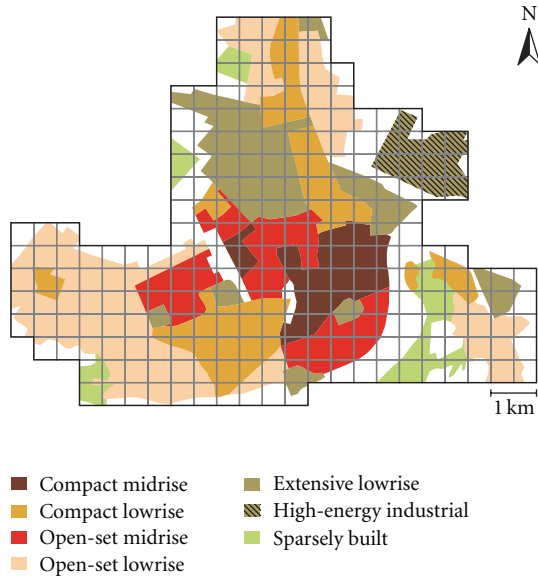 N
1 km
Compact midrise
Compact lowrise
Open-set midrise
Open-set lowrise
Extensive lowrise
High-energy industrial
Sparsely built